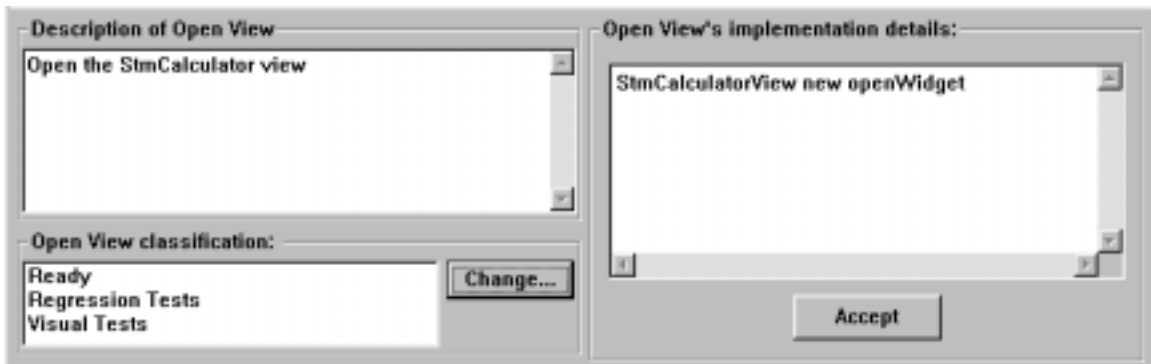 Description of Open View
Open the StmCalculator view
Open View classification:
Ready
Regression Tests
Visual Tests
Change...
Open View's implementation details:
StmCalculatorView new openWidget
Accept